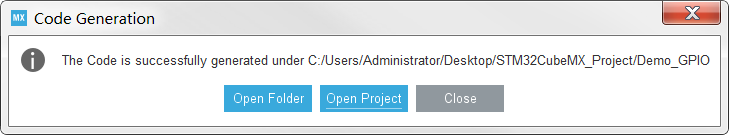 MX Code Generation
The Code is successfully generated under C:/Users/Administrator/Desktop/STM32CubeMX_Project/Demo_GPIO
Open Folder Open Project Close